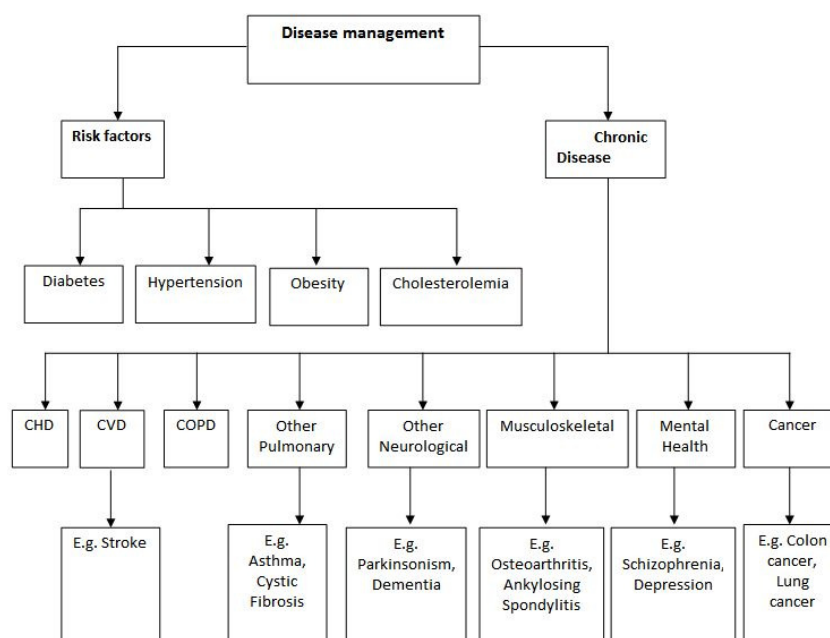 Disease management
Risk factors
Chronic
Disease
Diabetes
Hypertension
Obesity
Cholesterolemia
CHD
CVD
COPD
Other
Pulmonary
Other
Neurological
Musculoskeletal
Mental
Health
Cancer
E.g. Stroke
E.g.
Asthma,
Cystic
Fibrosis
E.g.
Parkinsonism,
Dementia
E.g.
Osteoarthritis,
Ankylosing
Spondylitis
E.g.
Schizophrenia,
Depression
E.g. Colon
cancer,
Lung
cancer